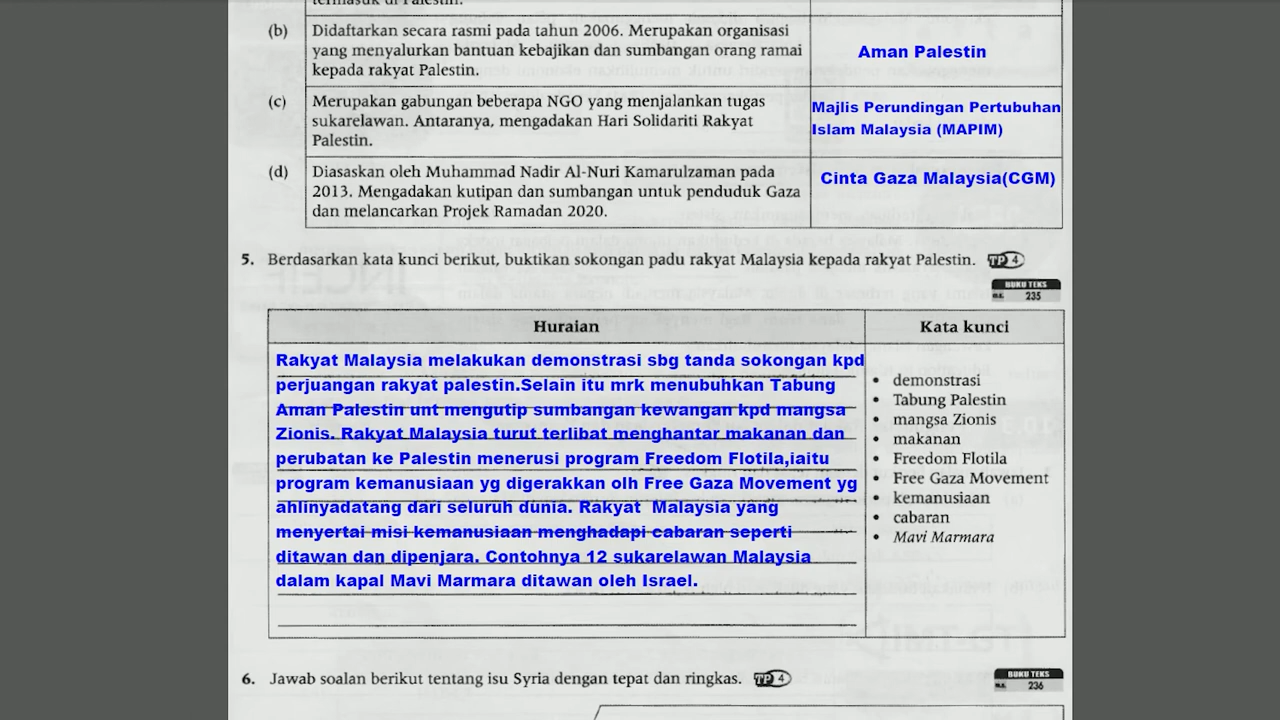 termasuk di Palestin.
(b) Didaftarkan secara rasmi pada tahun 2006. Merupakan organisasi
yang menyalurkan bantuan kebajikan dan sumbangan orang ramai
kepada rakyat Palestin.
Aman Palestin
(c) Merupakan gabungan beberapa NGO yang menjalankan tugas
sukarelawan. Antaranya, mengadakan Hari Solidariti Rakyat
Palestin.
Majlis Perundingan Pertubuhan
Islam Malaysia (MAPIM)
(d) Diasaskan oleh Muhammad Nadir Al-Nuri Kamarulzaman pada
2013. Mengadakan kutipan dan sumbangan untuk penduduk Gaza
dan melancarkan Projek Ramadan 2020.
Cinta Gaza Malaysia(CGM)
5. Berdasarkan kata kunci berikut, buktikan sokongan padu rakyat Malaysia kepada rakyat Palestin. TP 4
BUKU TEKS
m.s. 235
Huraian
Rakyat Malaysia melakukan demonstrasi sbg tanda sokongan kpd
perjuangan rakyat palestin.Selain itu mrk menubuhkan Tabung
Aman Palestin unt mengutip sumbangan kewangan kpd mangsa
Zionis. Rakyat Malaysia turut terlibat menghantar makanan dan
perubatan ke Palestin menerusi program Freedom Flotila,iaitu
program kemanusiaan yg digerakkan olh Free Gaza Movement yg
ahlinyadatang dari seluruh dunia. Rakyat Malaysia yang
menyertai misi kemanusiaan menghadapi cabaran seperti
ditawan dan dipenjara. Contohnya 12 sukarelawan Malaysia
dalam kapal Mavi Marmara ditawan oleh Israel.
Kata kunci
• demonstrasi
• Tabung Palestin
• mangsa Zionis
• makanan
• Freedom Flotila
• Free Gaza Movement
• kemanusiaan
• cabaran
• Mavi Marmara
6. Jawab soalan berikut tentang isu Syria dengan tepat dan ringkas. TP 4
BUKU TEKS
m.s. 236